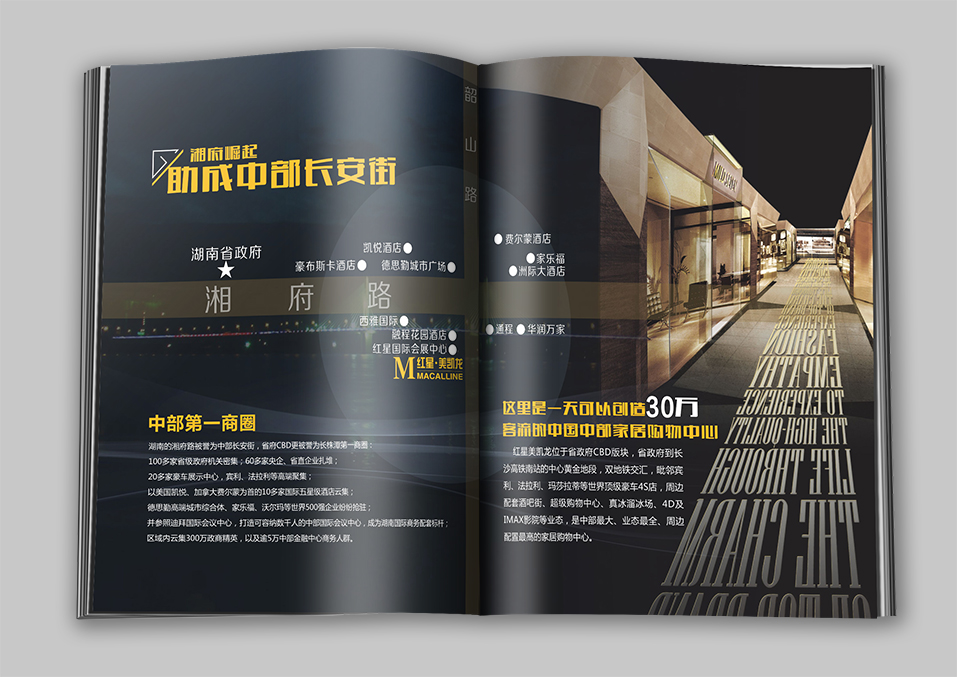 湘府崛起
助成中部长安街
韶山路
湖南省政府
凯悦酒店
豪布斯卡酒店
德思勤城市广场
费尔蒙酒店
家乐福
洲际大酒店
湘府路
西雅国际
融程花园酒店
红星国际会展中心
通程
华润万家
M 红星·美凯龙
MACALLINE
中部第一商圈
湖南的湘府路被誉为中部长安街，省府CBD更被誉为长株潭第一商圈：
100多家省级政府机关密集；60多家央企、省直企业扎堆；
20多家豪车展示中心，宾利、法拉利等高端聚集；
以美国凯悦、加拿大费尔蒙为首的10多家国际五星级酒店云集；
德思勤高端城市综合体、家乐福、沃尔玛等世界500强企业纷纷抢驻；
并参照迪拜国际会议中心，打造可容纳数千人的中部国际会议中心，成为湖南国际商务配套标杆；
区域内云集300万政商精英，以及逾5万中部金融中心商务人群。
这里是一天可以创造30万
客流的中国中部家居购物中心
红星美凯龙位于省政府CBD版块，省政府到长
沙高铁南站的中心黄金地段，双地铁交汇，毗邻宾
利、法拉利、玛莎拉蒂等世界顶级豪车4S店，周边
配套酒吧街、超级购物中心、真冰溜冰场、4D及
IMAX影院等业态，是中部最大、业态最全、周边
配置最高的家居购物中心。
FASHION
EMPATHY
TO EXPERIENCE
THE HIGH-QUALITY
LIFE THROUGH
THE CHARM
OF TOP BRAND